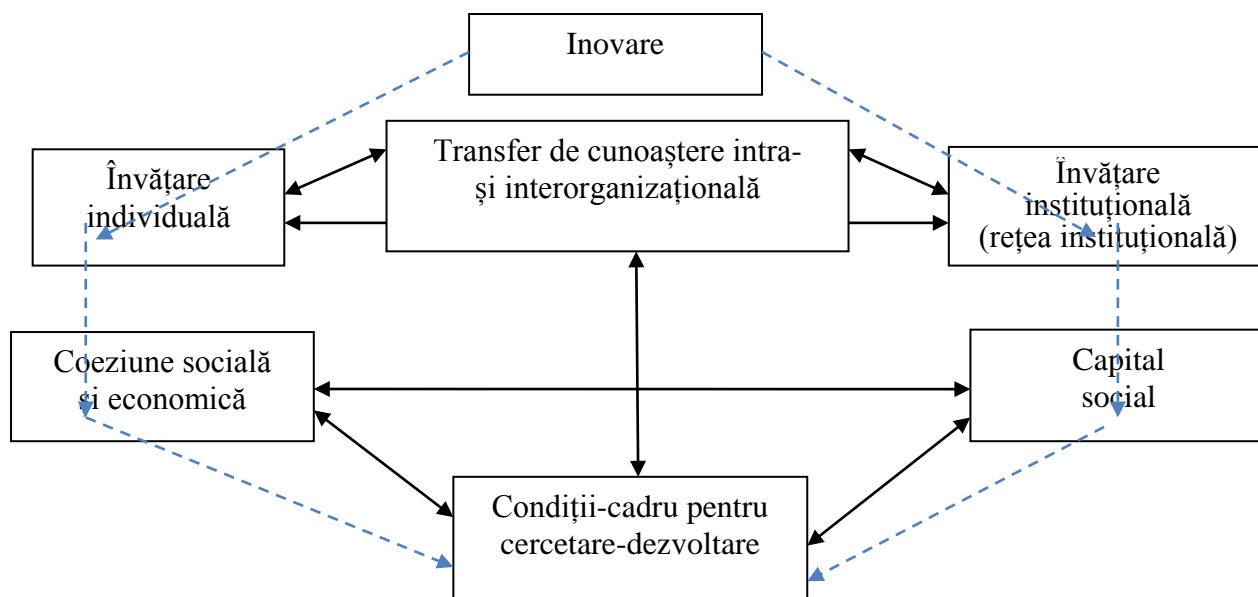 Inovare
Transfer de cunoaștere intra-
și interorganizațională
Învățare
individuală
Învățare
instituțională
(rețea instituțională)
Coeziune socială
și economică
Capital
social
Condiții-cadru pentru
cercetare-dezvoltare